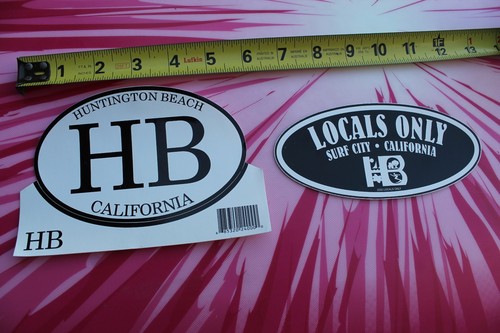 1 2 3 4 Lufkin 5 6 7 8 9 10 11 12 13
HUNTINGTON BEACH
HB
CALIFORNIA
HB
LOCALS ONLY
SURF CITY • CALIFORNIA
HB